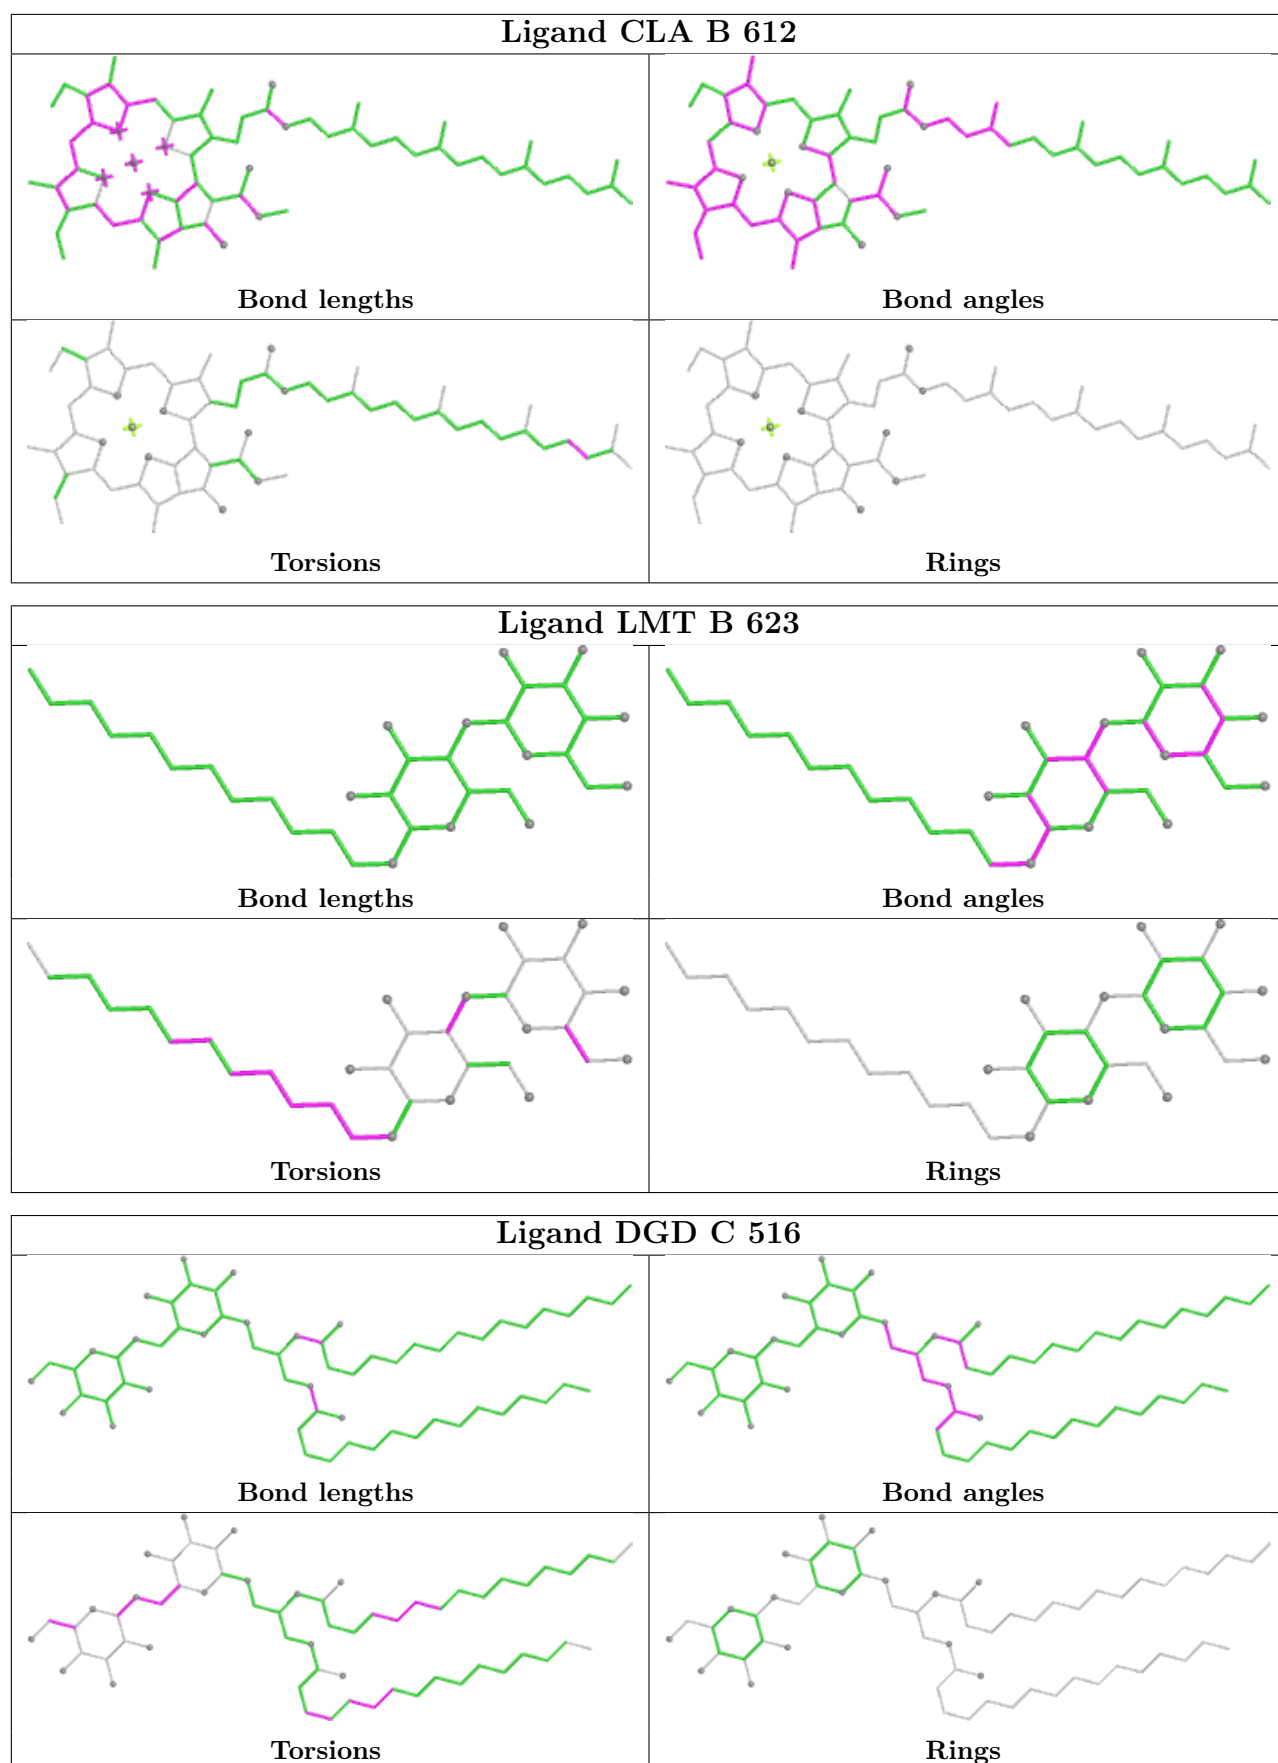 Ligand CLA B 612
Bond lengths
Bond angles
Torsions
Rings
Ligand LMT B 623
Bond lengths
Bond angles
Torsions
Rings
Ligand DGD C 516
Bond lengths
Bond angles
Torsions
Rings